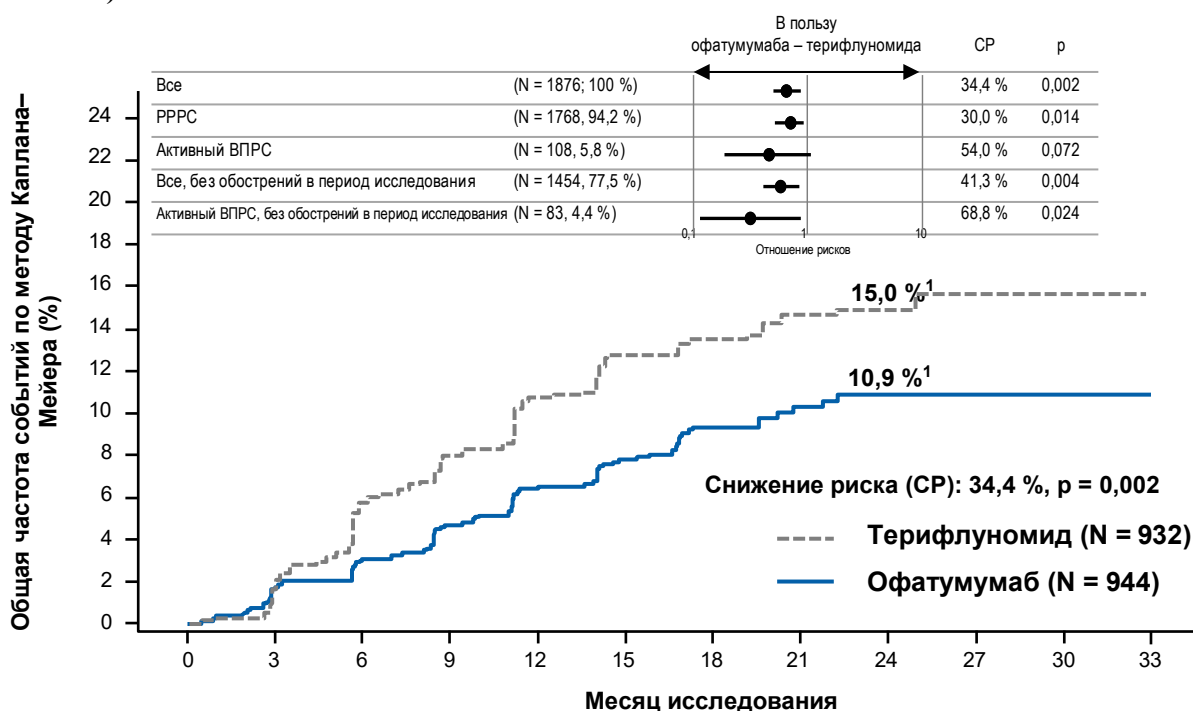 )
В пользу
офатумумаба – терифлуномида СР p
Все (N = 1876; 100 %) 34,4 % 0,002
РРРС (N = 1768, 94,2 %) 30,0 % 0,014
Активный ВПРС (N = 108, 5,8 %) 54,0 % 0,072
Все, без обострений в период исследования (N = 1454, 77,5 %) 41,3 % 0,004
Активный ВПРС, без обострений в период исследования (N = 83, 4,4 %) 68,8 % 0,024
0,1 1 10
Отношение рисков
Общая частота событий по методу Каплана–
Мейера (%)
24
22
20
18
16
14
12
10
8
6
4
2
0
15,0 %¹
10,9 %¹
Снижение риска (СР): 34,4 %, p = 0,002
Терифлуномид (N = 932)
Офатумумаб (N = 944)
0 3 6 9 12 15 18 21 24 27 30 33
Месяц исследования